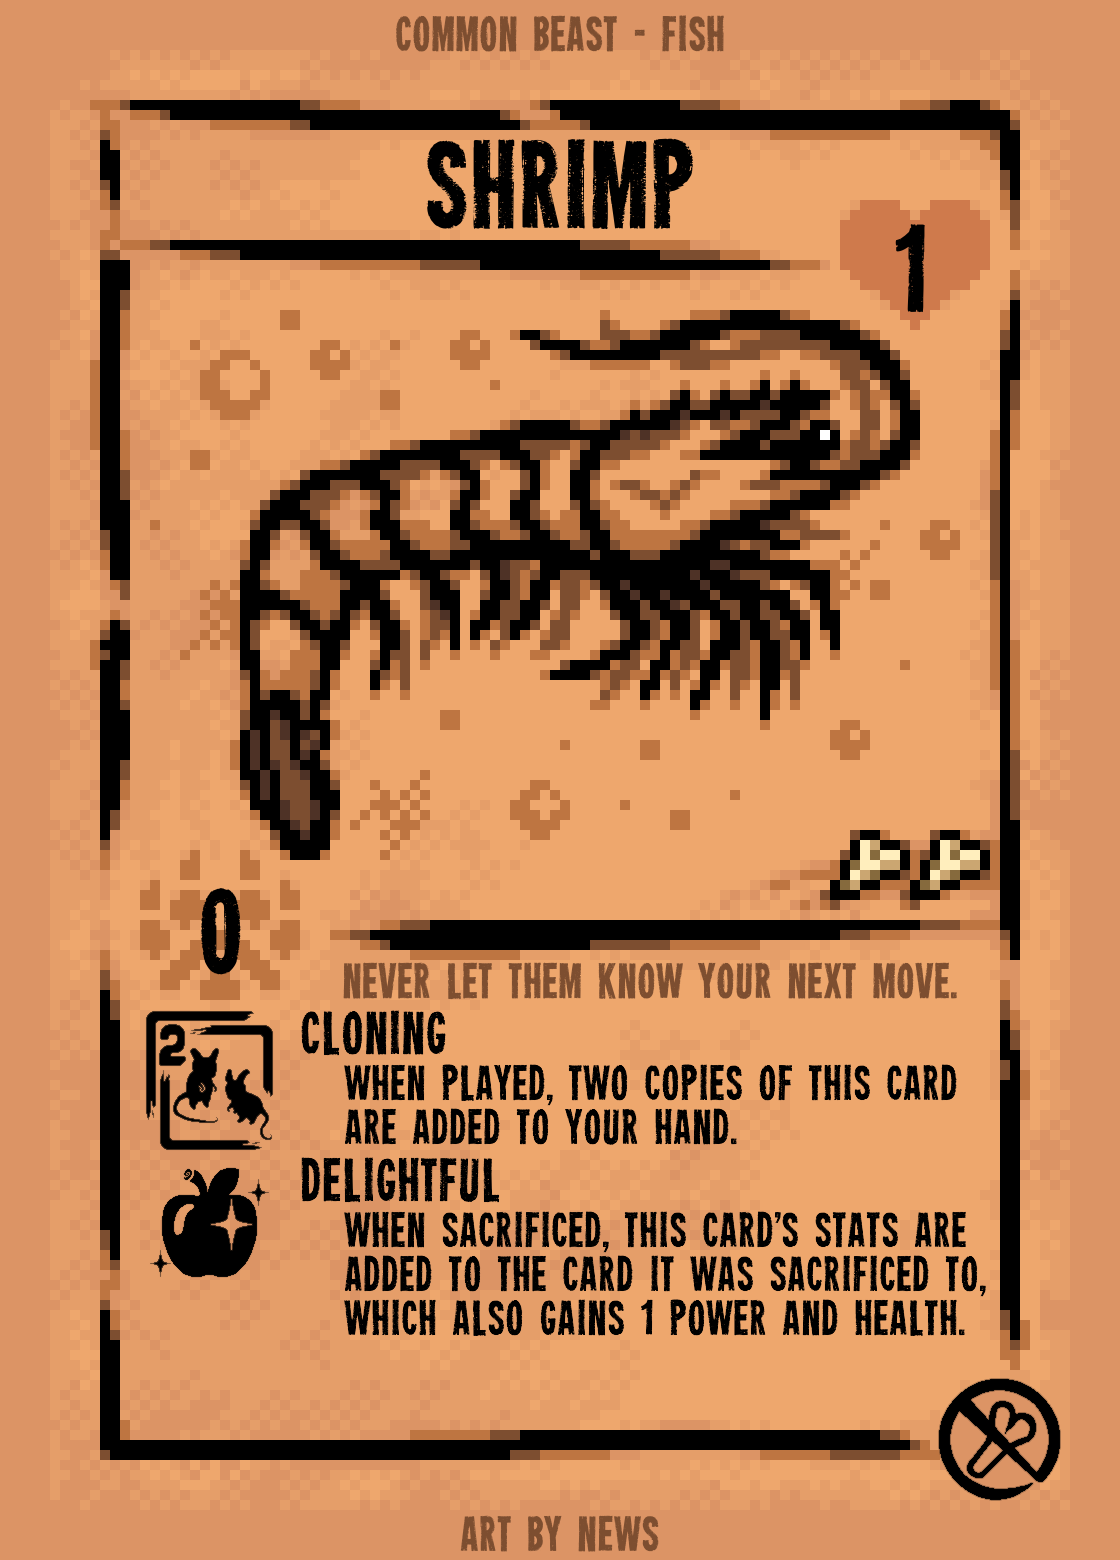 COMMON BEAST - FISH
SHRIMP
1
0
NEVER LET THEM KNOW YOUR NEXT MOVE.
2
CLONING
WHEN PLAYED, TWO COPIES OF THIS CARD
ARE ADDED TO YOUR HAND.
DELIGHTFUL
WHEN SACRIFICED, THIS CARD'S STATS ARE
ADDED TO THE CARD IT WAS SACRIFICED TO,
WHICH ALSO GAINS 1 POWER AND HEALTH.
ART BY NEWS